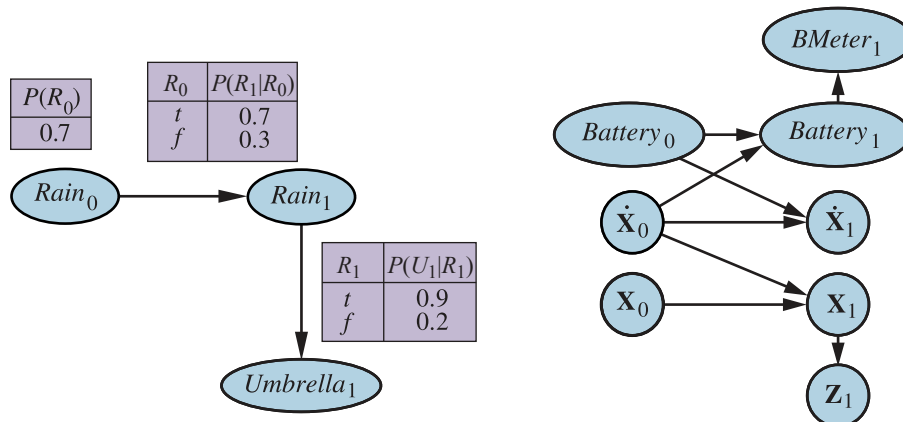 P(R₀)
0.7
R₀ P(R₁|R₀)
t 0.7
f 0.3
Rain₀
Rain₁
R₁ P(U₁|R₁)
t 0.9
f 0.2
Umbrella₁
BMeter₁
Battery₀
Battery₁
Ẋ₀
Ẋ₁
X₀
X₁
Z₁